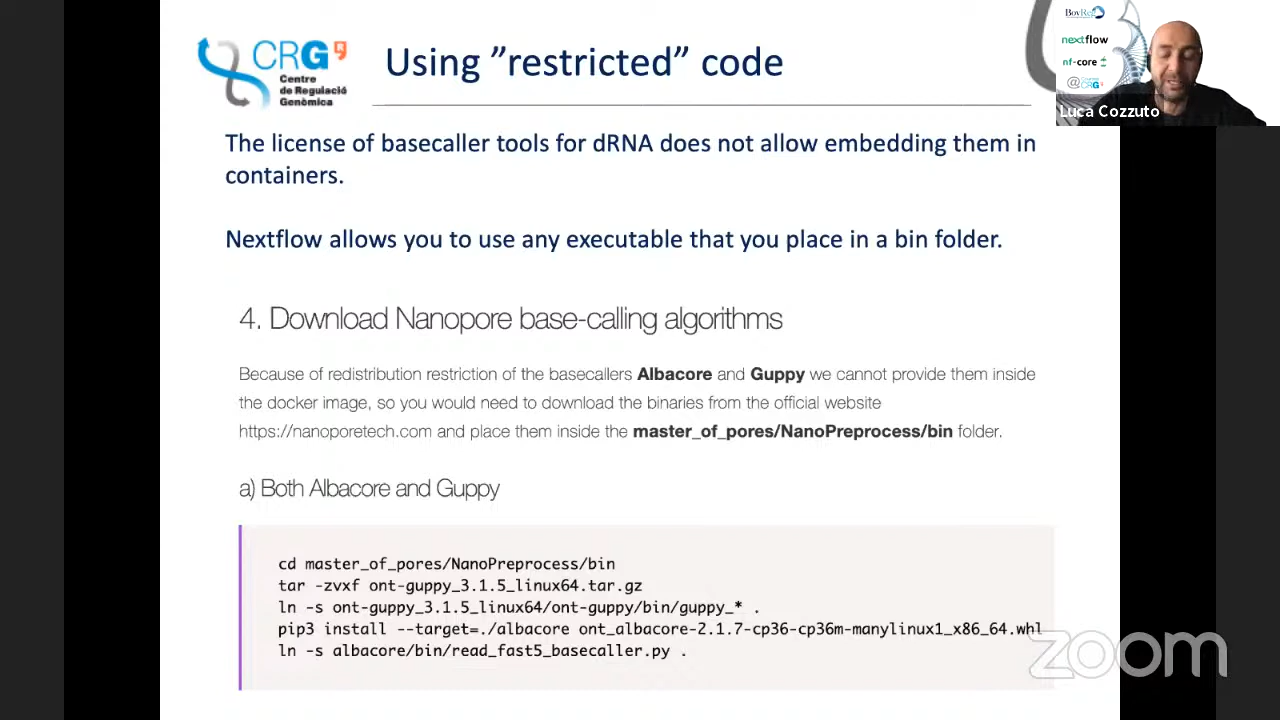 CRG
Centre
de Regulació
Genòmica
Using ”restricted” code
BovReg
nextflow
nf-core
@CRG
Luca Cozzuto
The license of basecaller tools for dRNA does not allow embedding them in
containers.
Nextflow allows you to use any executable that you place in a bin folder.
4. Download Nanopore base-calling algorithms
Because of redistribution restriction of the basecallers Albacore and Guppy we cannot provide them inside
the docker image, so you would need to download the binaries from the official website
https://nanoporetech.com and place them inside the master_of_pores/NanoPreprocess/bin folder.
a) Both Albacore and Guppy
cd master_of_pores/NanoPreprocess/bin
tar -zvxf ont-guppy_3.1.5_linux64.tar.gz
ln -s ont-guppy_3.1.5_linux64/ont-guppy/bin/guppy_* .
pip3 install --target=./albacore ont_albacore-2.1.7-cp36-cp36m-manylinux1_x86_64.whl
ln -s albacore/bin/read_fast5_basecaller.py .
zoom